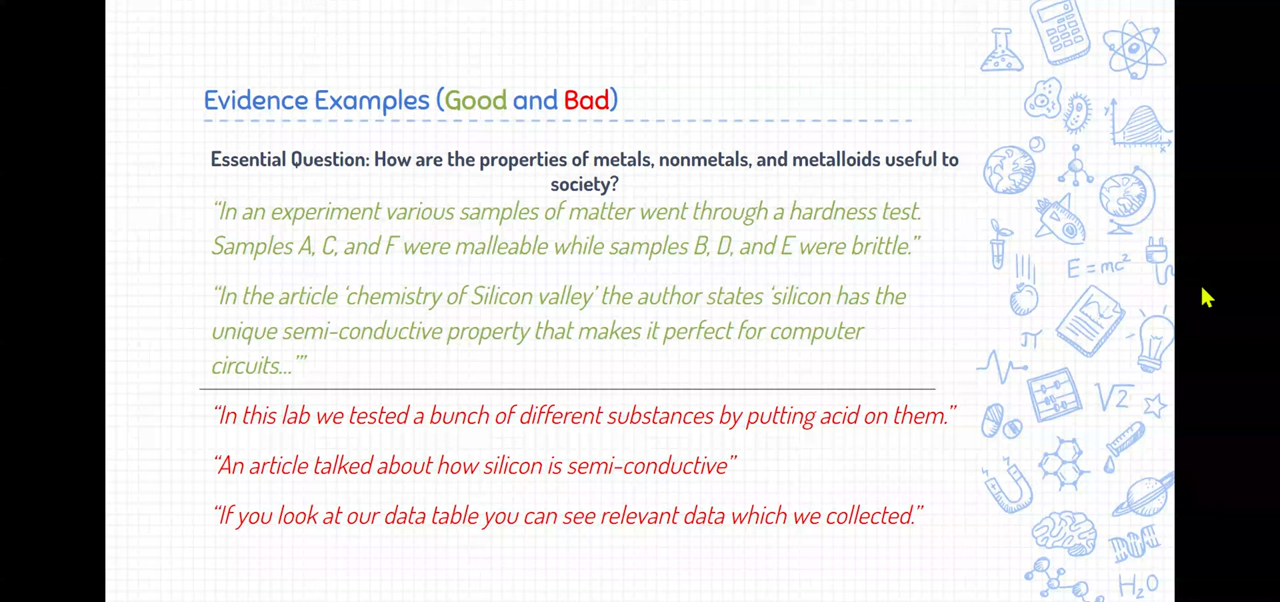 Evidence Examples (Good and Bad)
Essential Question: How are the properties of metals, nonmetals, and metalloids useful to
society?
“In an experiment various samples of matter went through a hardness test.
Samples A, C, and F were malleable while samples B, D, and E were brittle.”
“In the article ‘chemistry of Silicon valley’ the author states ‘silicon has the
unique semi-conductive property that makes it perfect for computer
circuits...’”
“In this lab we tested a bunch of different substances by putting acid on them.”
“An article talked about how silicon is semi-conductive”
“If you look at our data table you can see relevant data which we collected.”
y
x
E=mc²
π
√2
H₂O